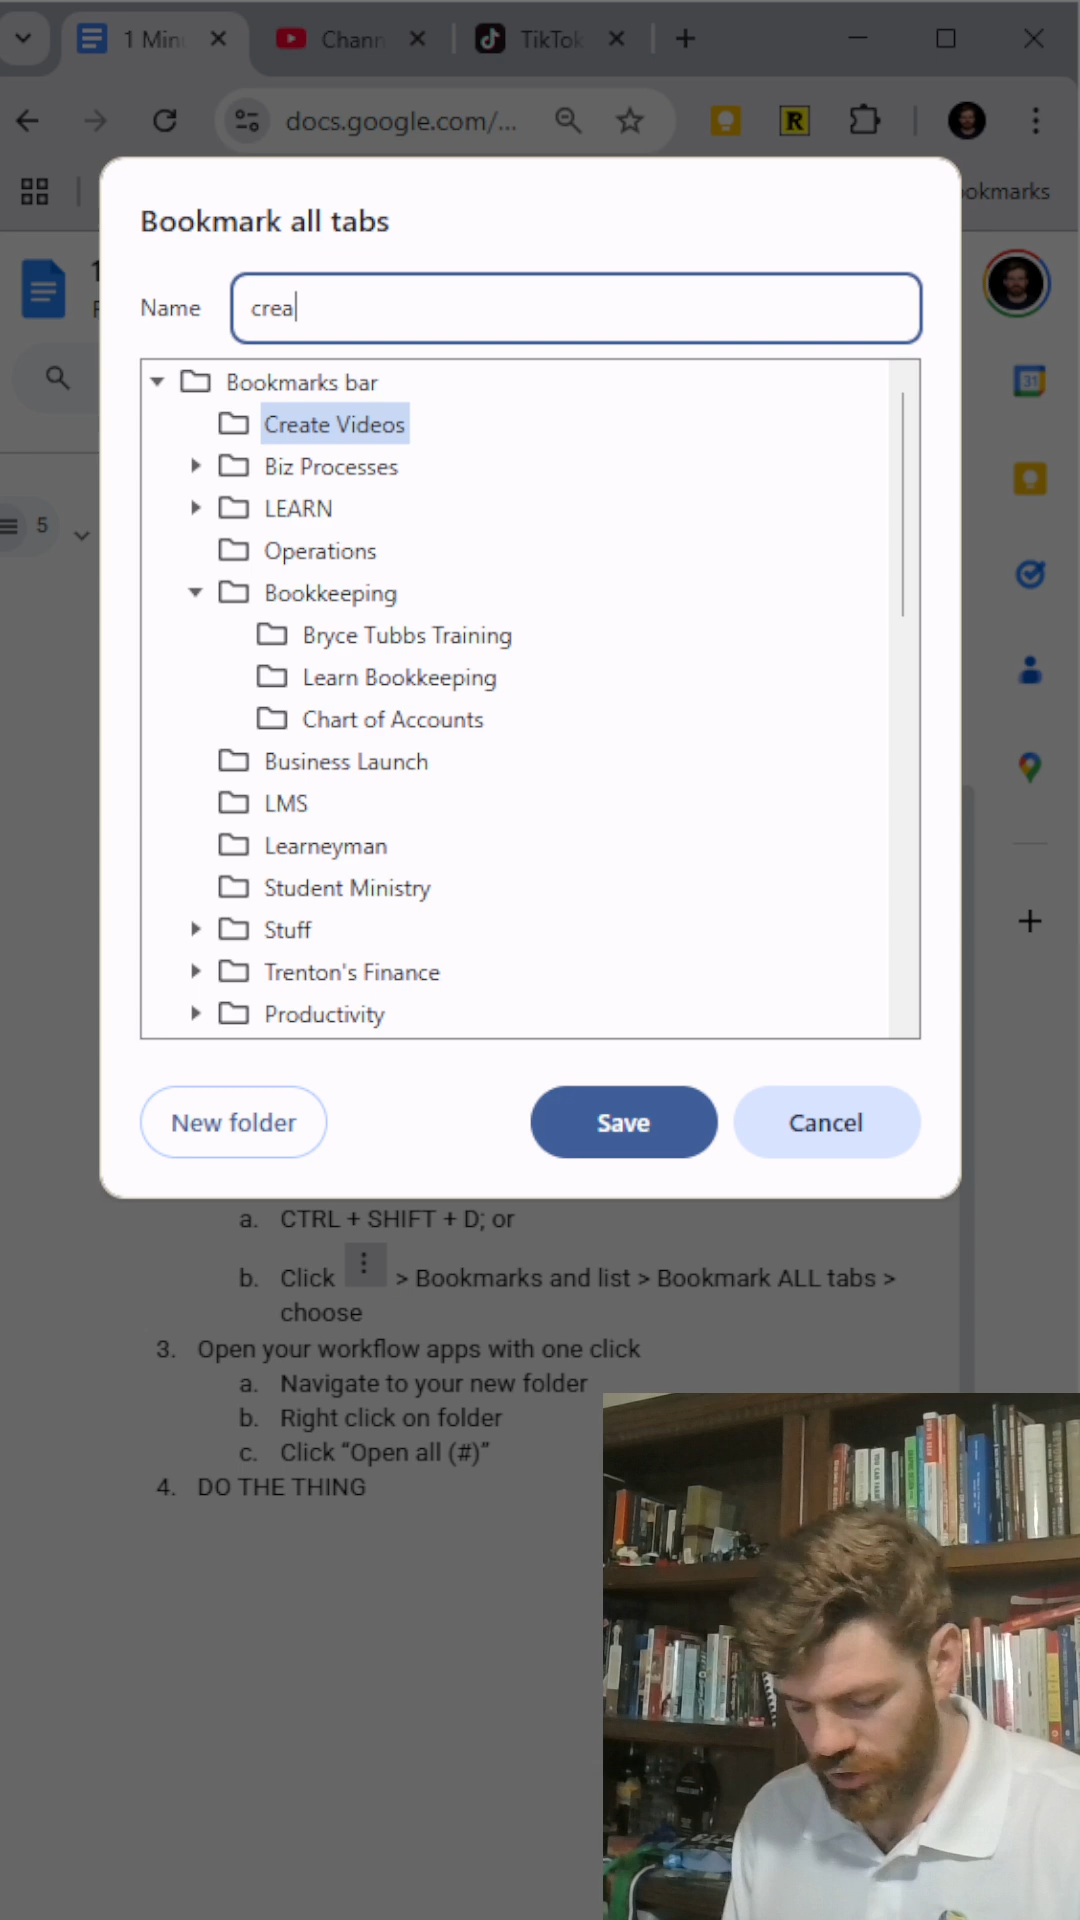 1 Min
Chann
TikTok
docs.google.com/...
R
ookmarks
Bookmark all tabs
Name
crea
Bookmarks bar
Create Videos
Biz Processes
LEARN
Operations
Bookkeeping
Bryce Tubbs Training
Learn Bookkeeping
Chart of Accounts
Business Launch
LMS
Learneyman
Student Ministry
Stuff
Trenton's Finance
Productivity
New folder
Save
Cancel
31
5
a. CTRL + SHIFT + D; or
b. Click > Bookmarks and list > Bookmark ALL tabs >
choose
3. Open your workflow apps with one click
a. Navigate to your new folder
b. Right click on folder
c. Click “Open all (#)”
4. DO THE THING